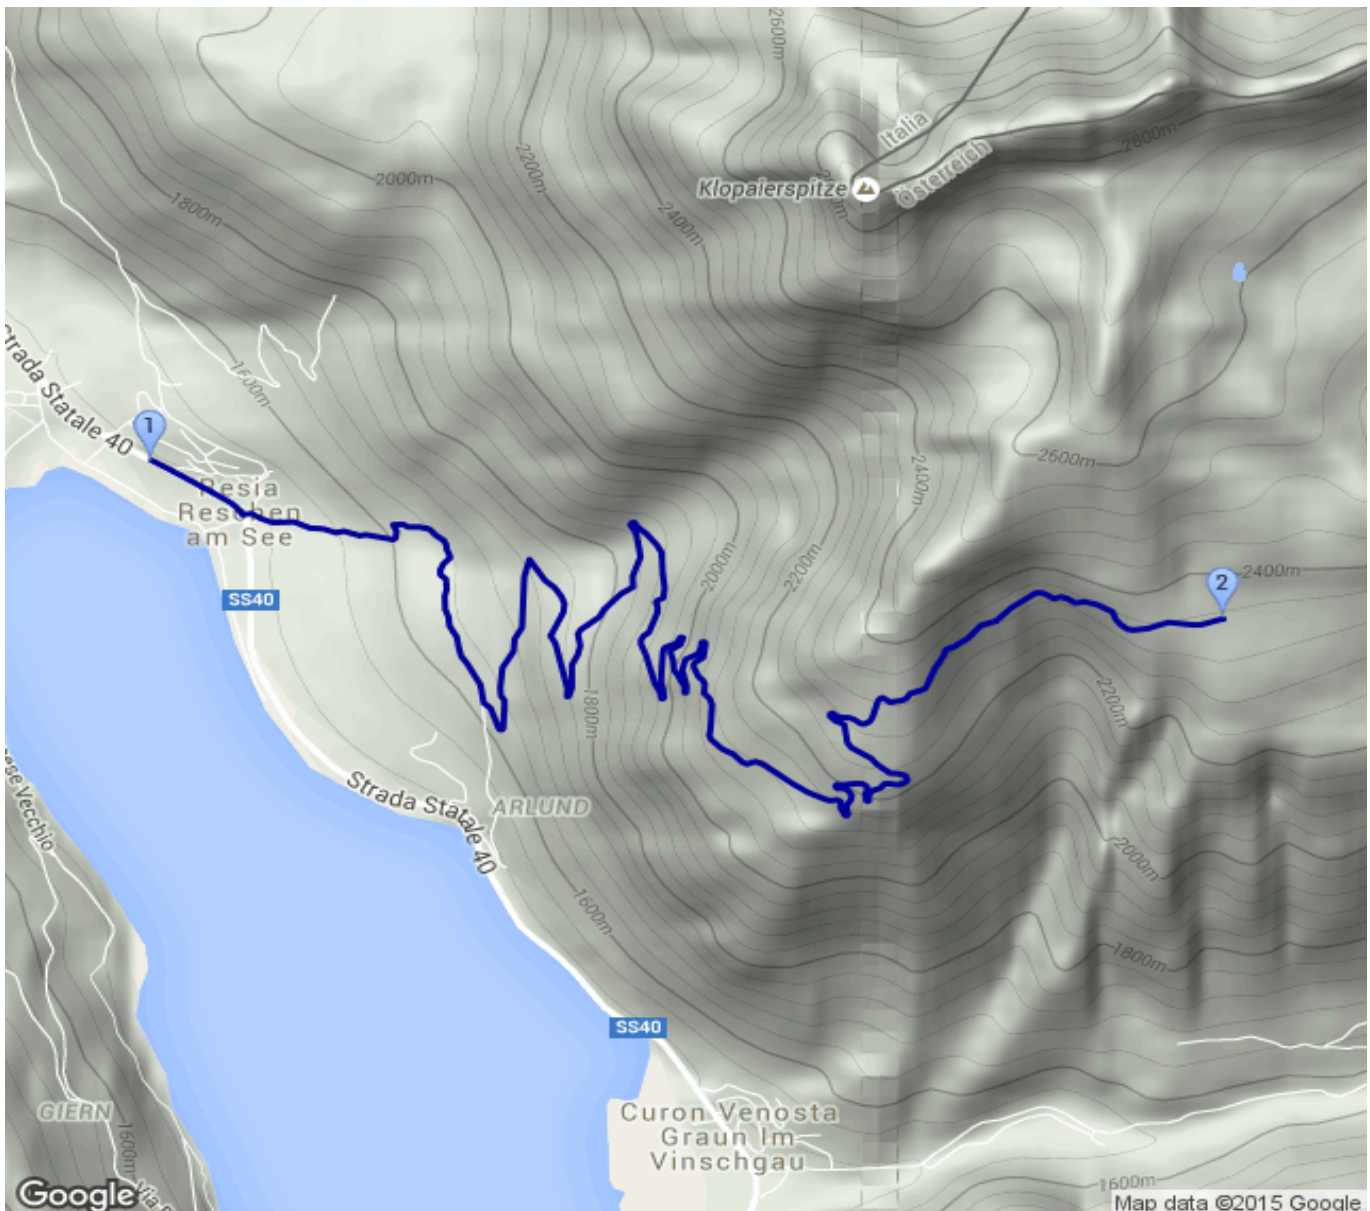 2600m
Italia
Österreich
2600m
2200m
2000m
Klopaierspitze
1800m
2400m
Strada Statale 40
1600m
1
2600m
2400m
Resia
Reschen
am See
2000m
2200m
2400m
2
SS40
2200m
1800m
Strada Statale 40
ARLUND
2000m
Vecchio
1600m
1800m
SS40
GIERN
Curon Venosta
Graun Im
Vinschgau
1600m
1600m
Google
Map data ©2015 Google